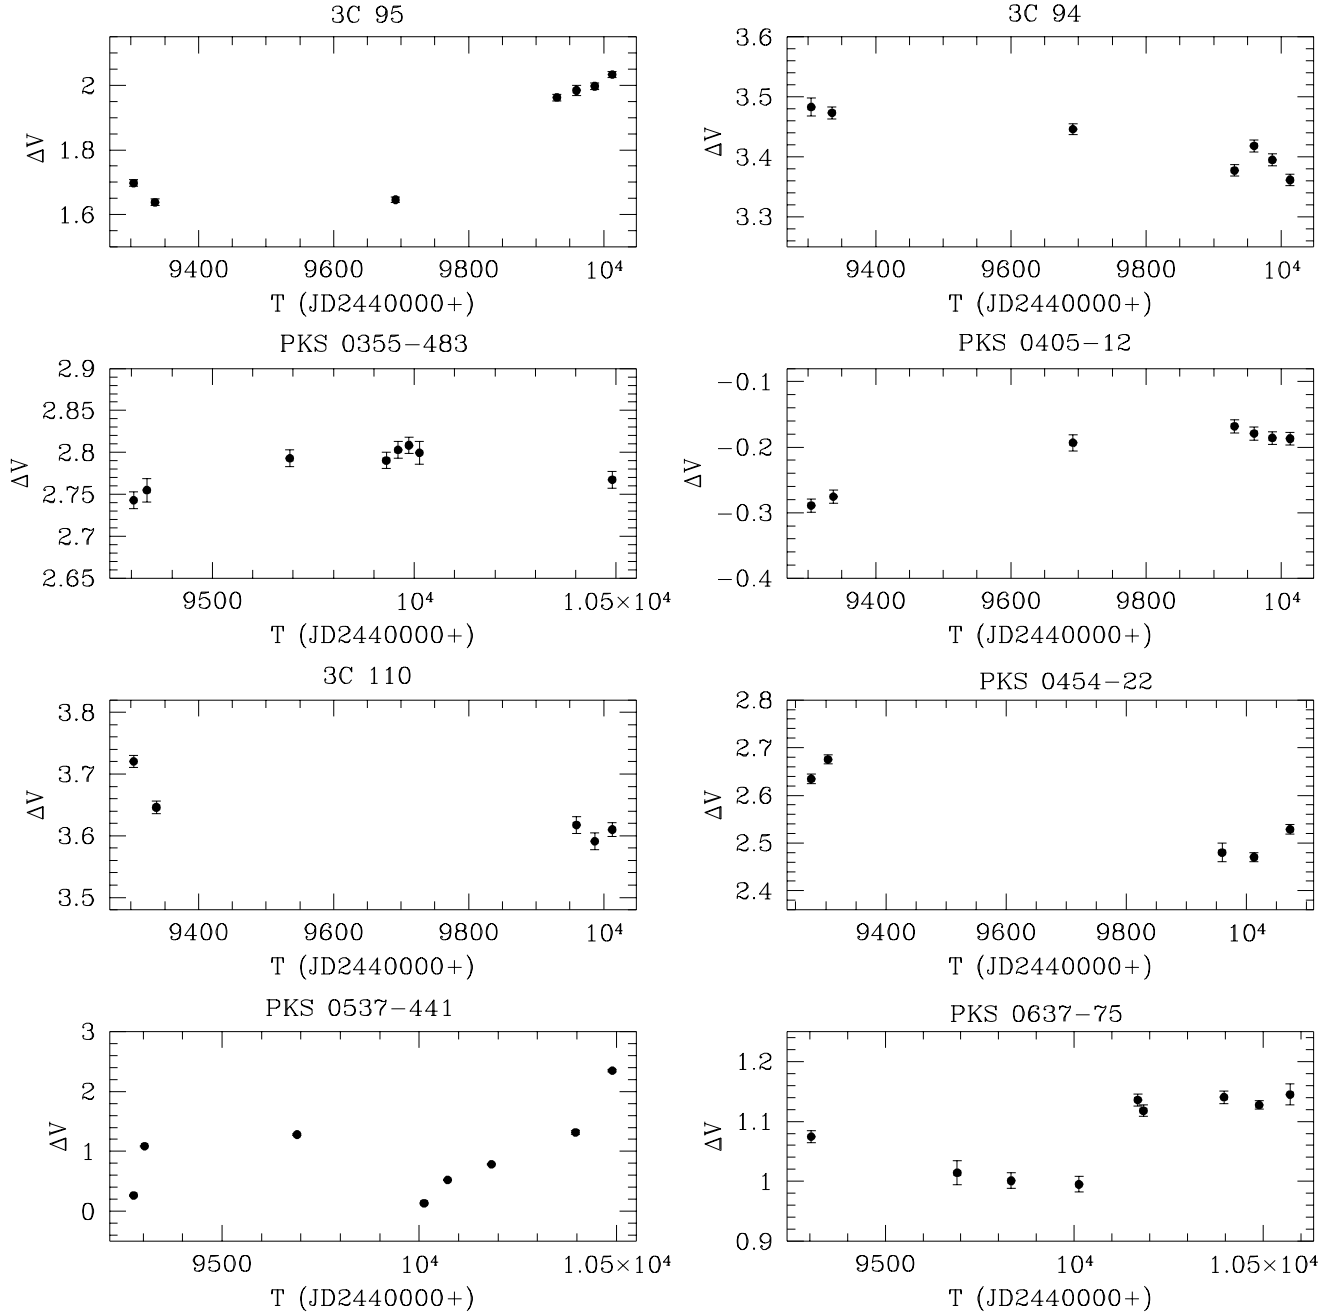 3C 95
2
1.8
1.6
ΔV
9400 9600 9800 10⁴
T (JD2440000+)
3C 94
3.6
3.5
3.4
3.3
ΔV
9400 9600 9800 10⁴
T (JD2440000+)
PKS 0355−483
2.9
2.85
2.8
2.75
2.7
2.65
ΔV
9500 10⁴ 1.05×10⁴
T (JD2440000+)
PKS 0405−12
−0.1
−0.2
−0.3
−0.4
ΔV
9400 9600 9800 10⁴
T (JD2440000+)
3C 110
3.8
3.7
3.6
3.5
ΔV
9400 9600 9800 10⁴
T (JD2440000+)
PKS 0454−22
2.8
2.7
2.6
2.5
2.4
ΔV
9400 9600 9800 10⁴
T (JD2440000+)
PKS 0537−441
3
2
1
0
ΔV
9500 10⁴ 1.05×10⁴
T (JD2440000+)
PKS 0637−75
1.2
1.1
1
0.9
ΔV
9500 10⁴ 1.05×10⁴
T (JD2440000+)